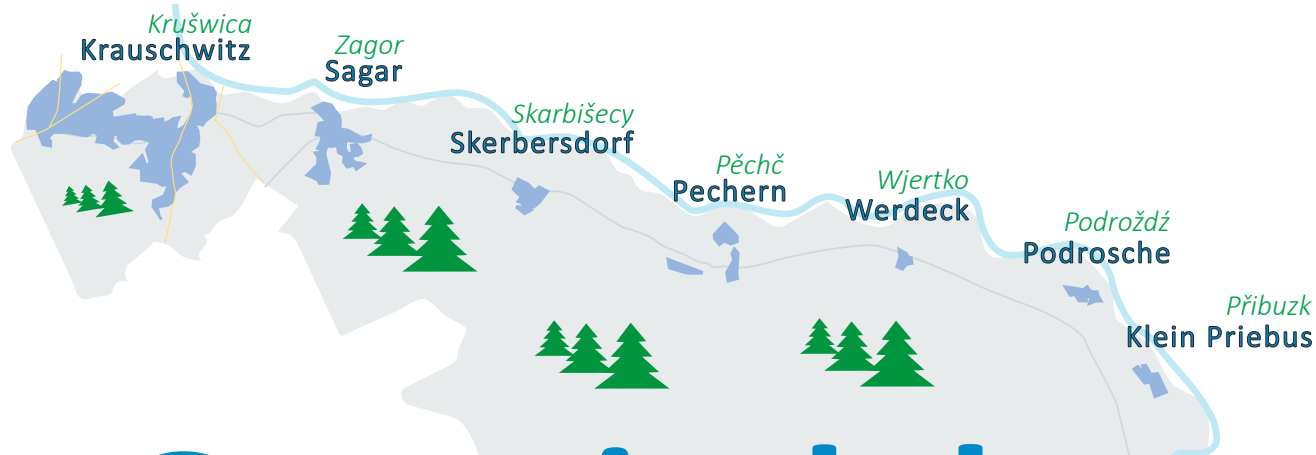 Krušwica
Krauschwitz
Zagor
Sagar
Skarbišecy
Skerbersdorf
Pěchč
Pechern
Wjertko
Werdeck
Podroždź
Podrosche
Přibuzk
Klein Priebus